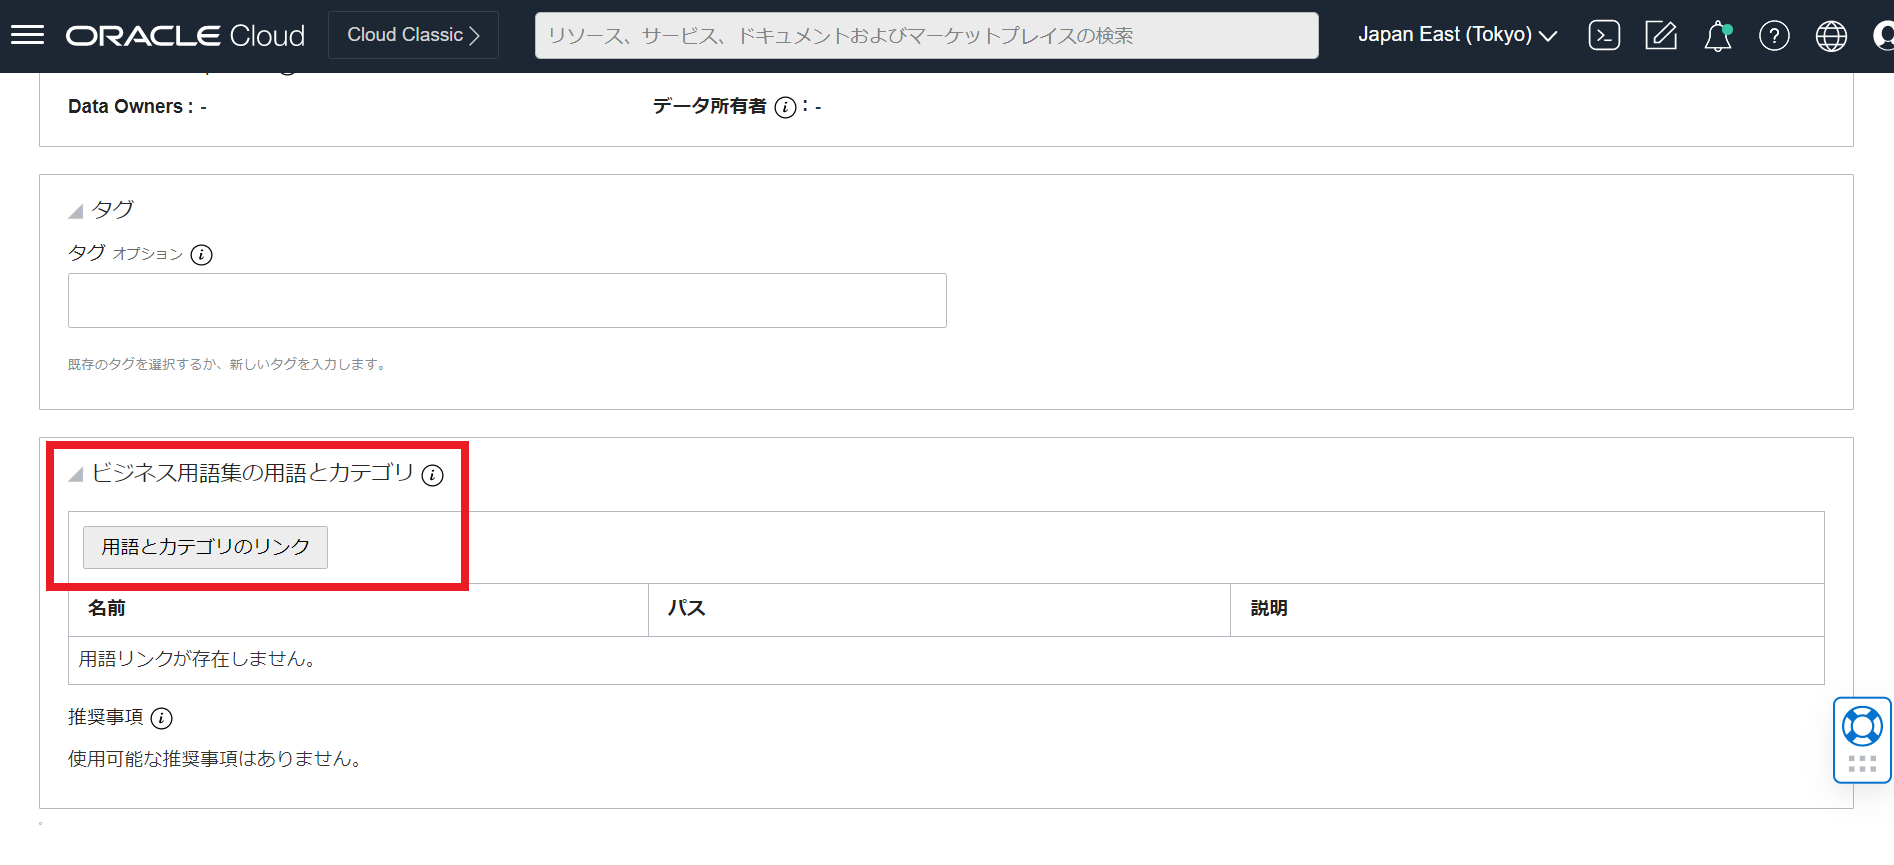 ORACLE Cloud
Cloud Classic
リソース、サービス、ドキュメントおよびマーケットプレイスの検索
Japan East (Tokyo)
Data Owners : -
データ所有者 : -
タグ
タグ オプション
既存のタグを選択するか、新しいタグを入力します。
ビジネス用語集の用語とカテゴリ
用語とカテゴリのリンク
名前
パス
説明
用語リンクが存在しません。
推奨事項
使用可能な推奨事項はありません。